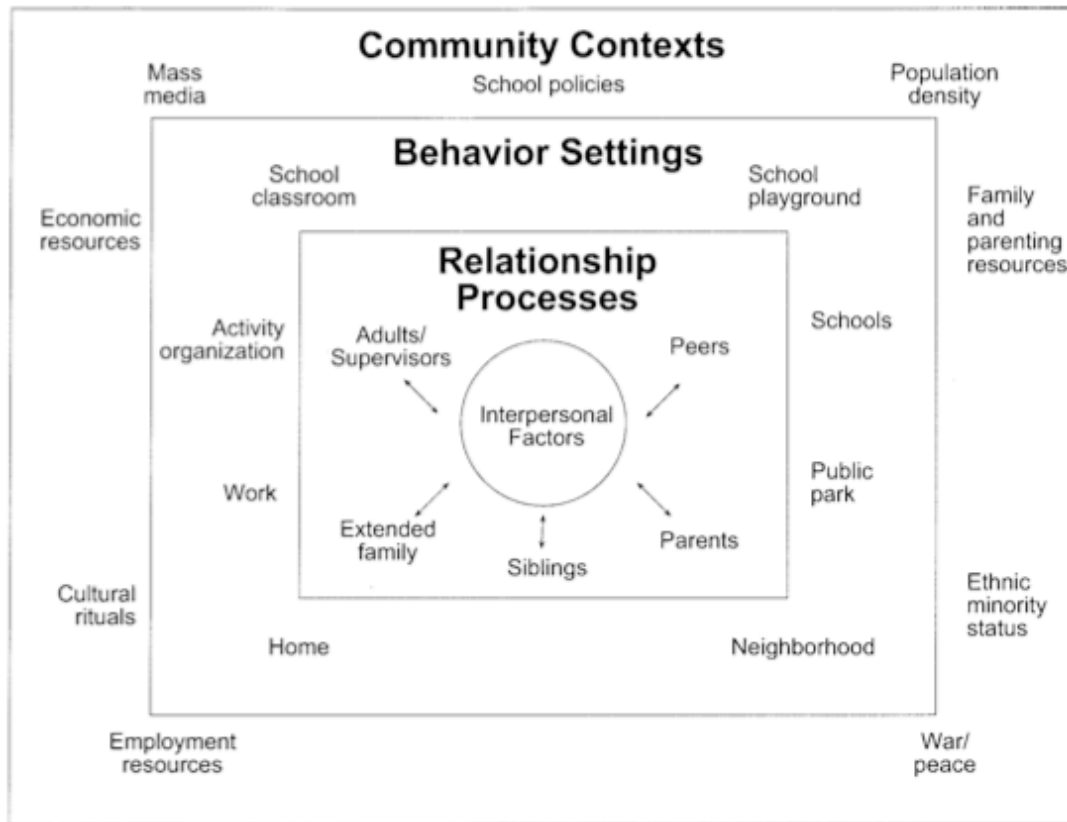 Community Contexts
Mass
media
School policies
Population
density
Behavior Settings
School
classroom
School
playground
Economic
resources
Family
and
parenting
resources
Relationship
Processes
Activity
organization
Adults/
Supervisors
Peers
Schools
Interpersonal
Factors
Work
Public
park
Extended
family
Siblings
Parents
Cultural
rituals
Ethnic
minority
status
Home
Neighborhood
Employment
resources
War/
peace